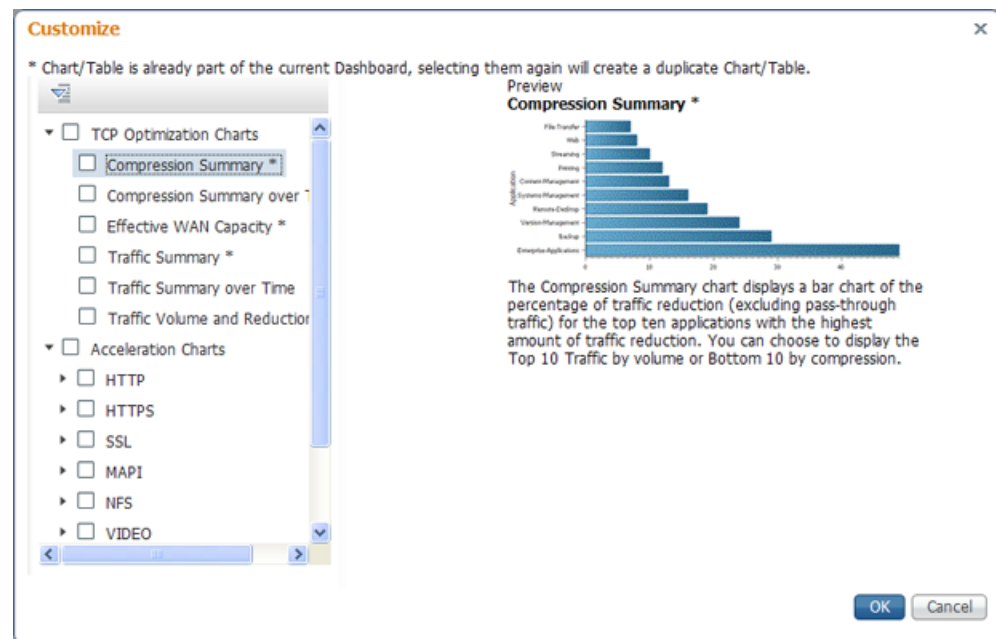 Customize
* Chart/Table is already part of the current Dashboard, selecting them again will create a duplicate Chart/Table.
TCP Optimization Charts
Compression Summary *
Compression Summary over T
Effective WAN Capacity *
Traffic Summary *
Traffic Summary over Time
Traffic Volume and Reduction
Acceleration Charts
HTTP
HTTPS
SSL
MAPI
NFS
VIDEO
Preview
Compression Summary *
Application
File-Transfer
Web
Streaming
Printing
Content-Management
Systems-Management
Remote-Desktop
Version-Management
Backup
Enterprise-Applications
0 10 20 30 40
The Compression Summary chart displays a bar chart of the
percentage of traffic reduction (excluding pass-through
traffic) for the top ten applications with the highest
amount of traffic reduction. You can choose to display the
Top 10 Traffic by volume or Bottom 10 by compression.
OK Cancel